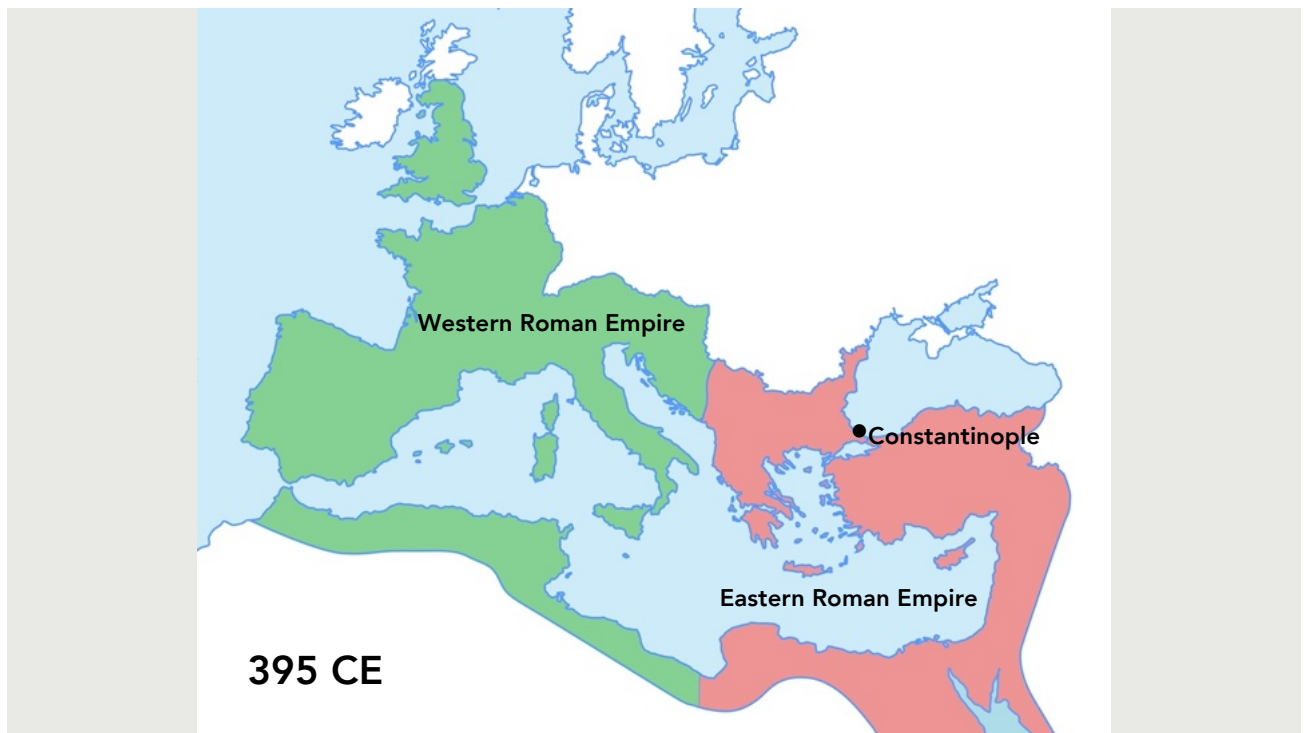 Western Roman Empire
Constantinople
Eastern Roman Empire
395 CE